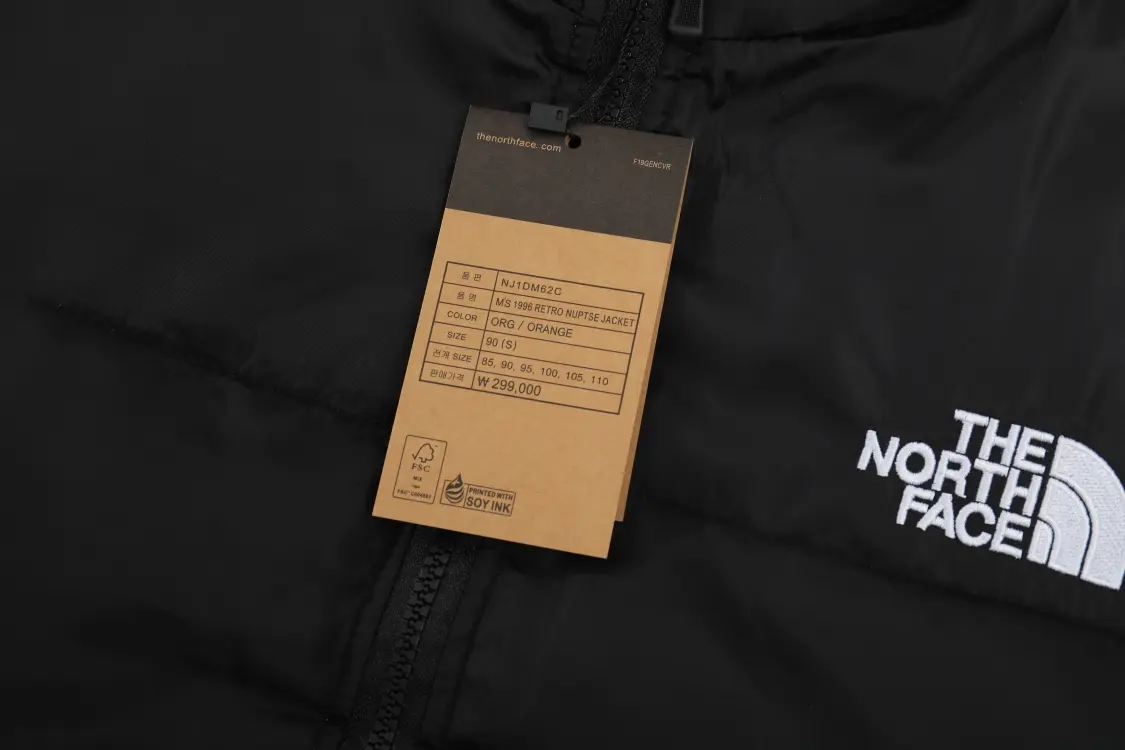 thenorthface. com
F19GENCVR
품 편
NJ1DM62C
품 명
M'S 1996 RETRO NUPTSE JACKET
COLOR
ORG / ORANGE
SIZE
90 (S)
전개 SIZE
85, 90, 95, 100, 105, 110
판매가격
₩ 299,000
FSC
MIX
PRINTED WITH
SOY INK
THE
NORTH
FACE